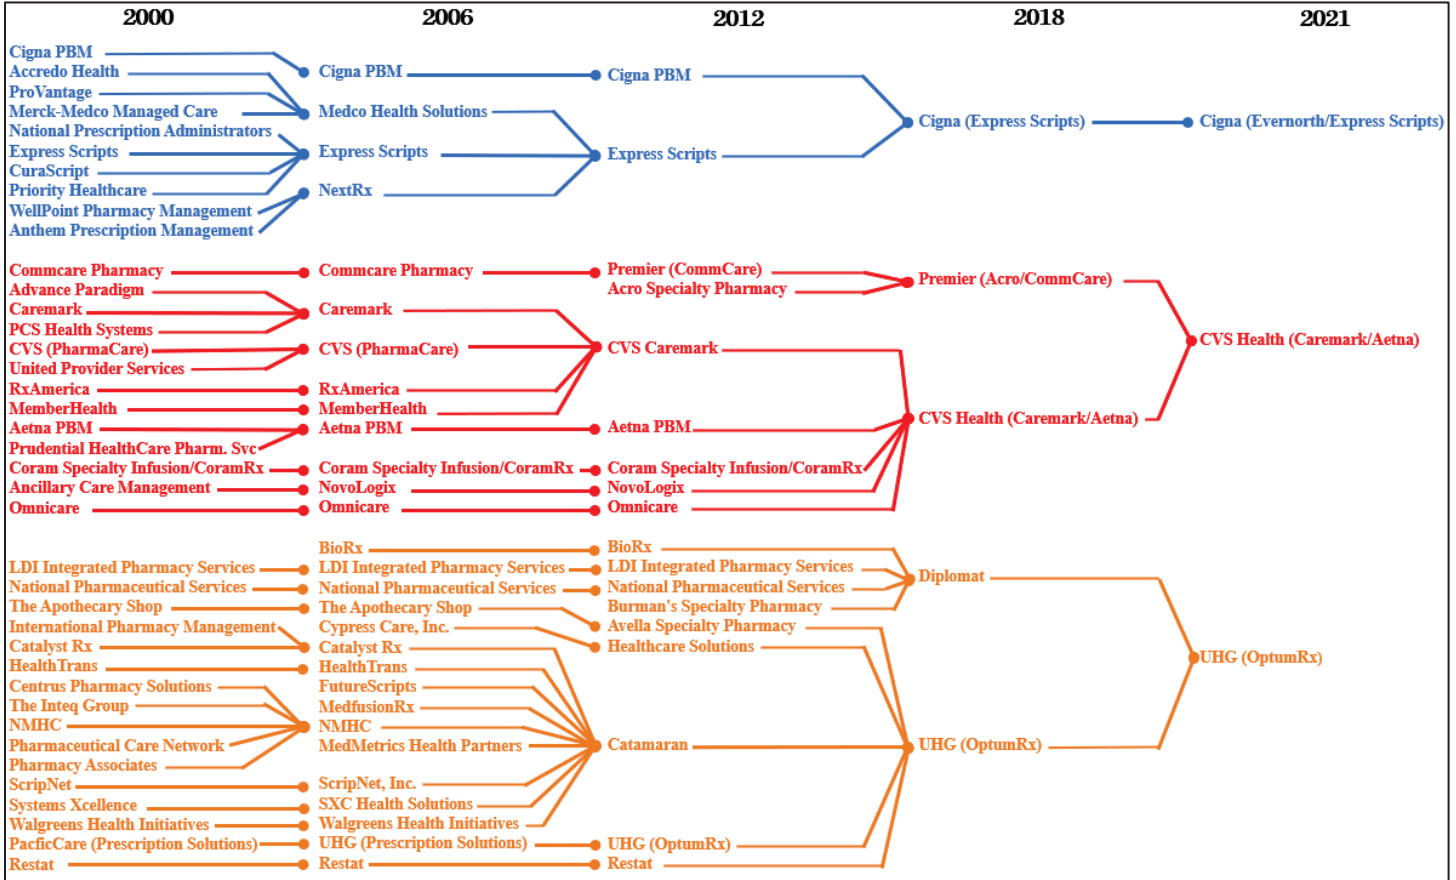 2000 2006 2012 2018 2021
Cigna PBM
Accredo Health
ProVantage
Merck-Medco Managed Care
National Prescription Administrators
Express Scripts
CuraScript
Priority Healthcare
WellPoint Pharmacy Management
Anthem Prescription Management
Cigna PBM
Medco Health Solutions
Express Scripts
NextRx
Cigna PBM
Express Scripts
Cigna (Express Scripts)
Cigna (Evernorth/Express Scripts)
Commcare Pharmacy
Advance Paradigm
Caremark
PCS Health Systems
CVS (PharmaCare)
United Provider Services
RxAmerica
MemberHealth
Aetna PBM
Prudential HealthCare Pharm. Svc
Coram Specialty Infusion/CoramRx
Ancillary Care Management
Omnicare
Commcare Pharmacy
Caremark
CVS (PharmaCare)
RxAmerica
MemberHealth
Aetna PBM
Coram Specialty Infusion/CoramRx
NovoLogix
Omnicare
Premier (CommCare)
Acro Specialty Pharmacy
CVS Caremark
Aetna PBM
Coram Specialty Infusion/CoramRx
NovoLogix
Omnicare
Premier (Acro/CommCare)
CVS Health (Caremark/Aetna)
CVS Health (Caremark/Aetna)
LDI Integrated Pharmacy Services
National Pharmaceutical Services
The Apothecary Shop
International Pharmacy Management
Catalyst Rx
HealthTrans
Centrus Pharmacy Solutions
The Inteq Group
NMHC
Pharmaceutical Care Network
Pharmacy Associates
ScripNet
Systems Xcellence
Walgreens Health Initiatives
PacficCare (Prescription Solutions)
Restat
BioRx
LDI Integrated Pharmacy Services
National Pharmaceutical Services
The Apothecary Shop
Cypress Care, Inc.
Catalyst Rx
HealthTrans
FutureScripts
MedfusionRx
NMHC
MedMetrics Health Partners
ScripNet, Inc.
SXC Health Solutions
Walgreens Health Initiatives
UHG (Prescription Solutions)
Restat
BioRx
LDI Integrated Pharmacy Services
National Pharmaceutical Services
Burman's Specialty Pharmacy
Avella Specialty Pharmacy
Healthcare Solutions
Catamaran
UHG (OptumRx)
Restat
Diplomat
UHG (OptumRx)
UHG (OptumRx)